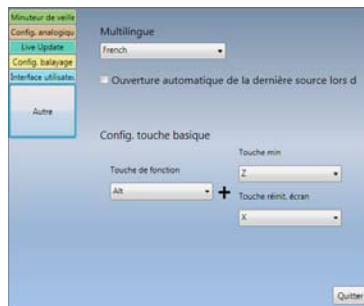 Minuteur de veille
Config. analogiqu
Live Update
Config. balayage
Interface utilisateu
Autre
Multilingue
French
Ouverture automatique de la dernière source lors d
Config. touche basique
Touche min
Touche de fonction
Z
Alt
+
Touche réinit. écran
X
Quitter